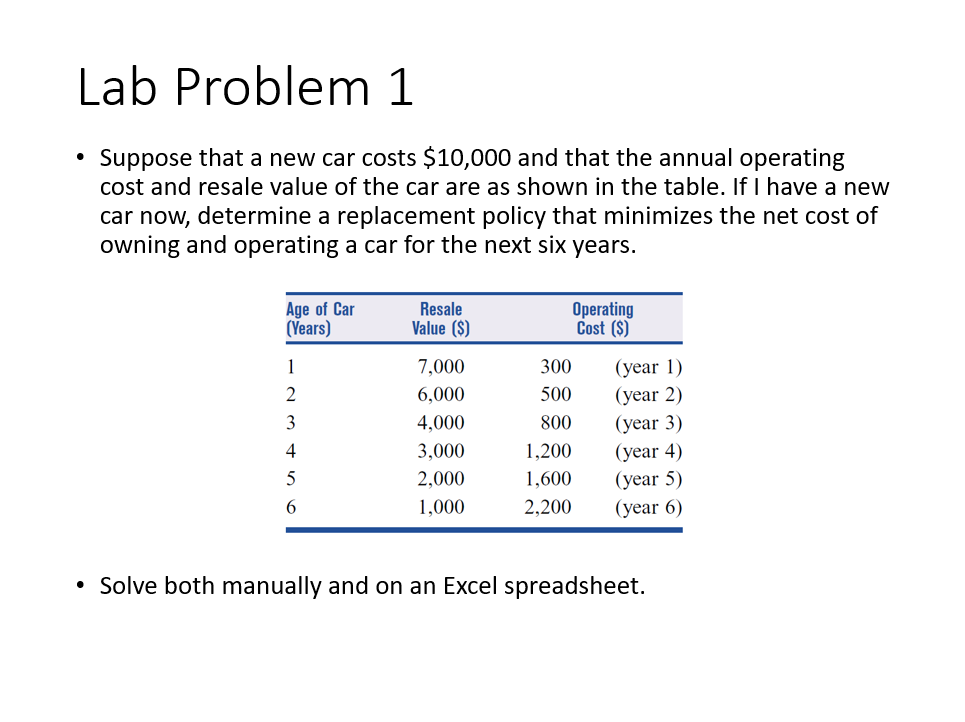 Lab Problem 1
• Suppose that a new car costs $10,000 and that the annual operating
cost and resale value of the car are as shown in the table. If I have a new
car now, determine a replacement policy that minimizes the net cost of
owning and operating a car for the next six years.
Age of Car Resale Operating
(Years) Value ($) Cost ($)
1 7,000 300 (year 1)
2 6,000 500 (year 2)
3 4,000 800 (year 3)
4 3,000 1,200 (year 4)
5 2,000 1,600 (year 5)
6 1,000 2,200 (year 6)
• Solve both manually and on an Excel spreadsheet.